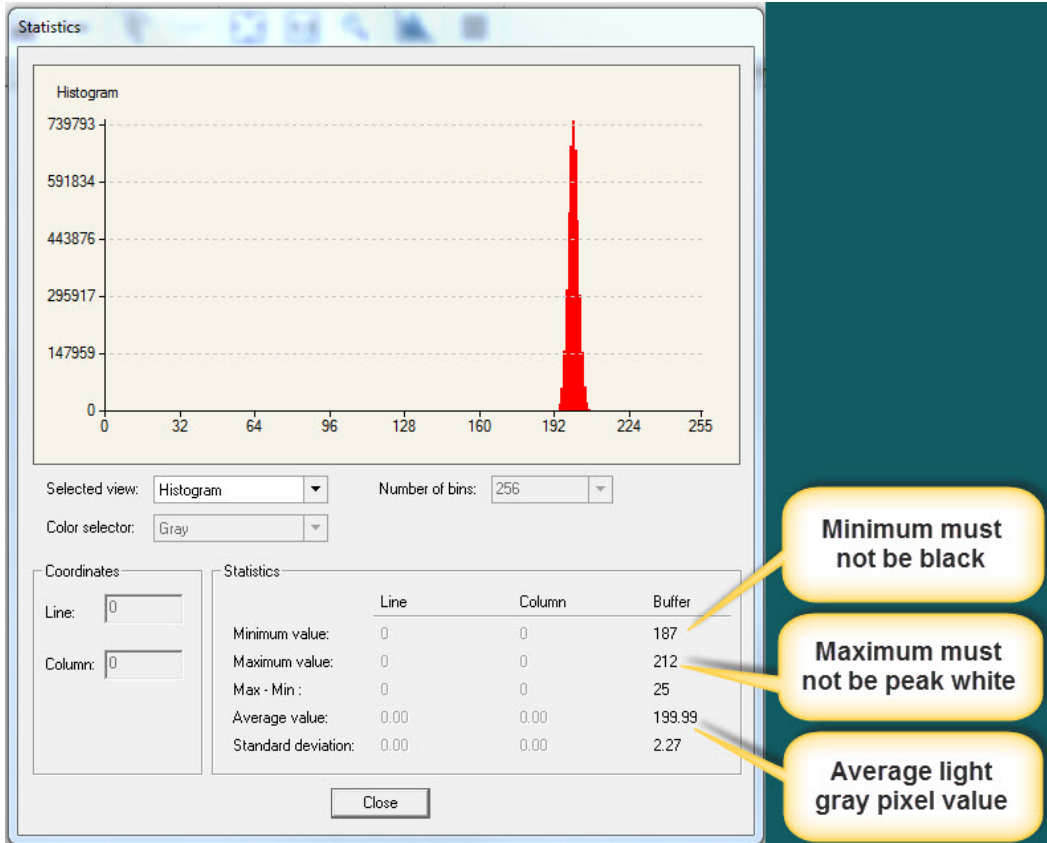 Statistics
Histogram
739793
591834
443876
295917
147959
0
0 32 64 96 128 160 192 224 255
Selected view: Histogram Number of bins: 256
Color selector: Gray
Coordinates
Line: 0
Column: 0
Statistics
Line Column Buffer
Minimum value: 0 0 187
Maximum value: 0 0 212
Max - Min : 0 0 25
Average value: 0.00 0.00 199.99
Standard deviation: 0.00 0.00 2.27
Close
Minimum must
not be black
Maximum must
not be peak white
Average light
gray pixel value